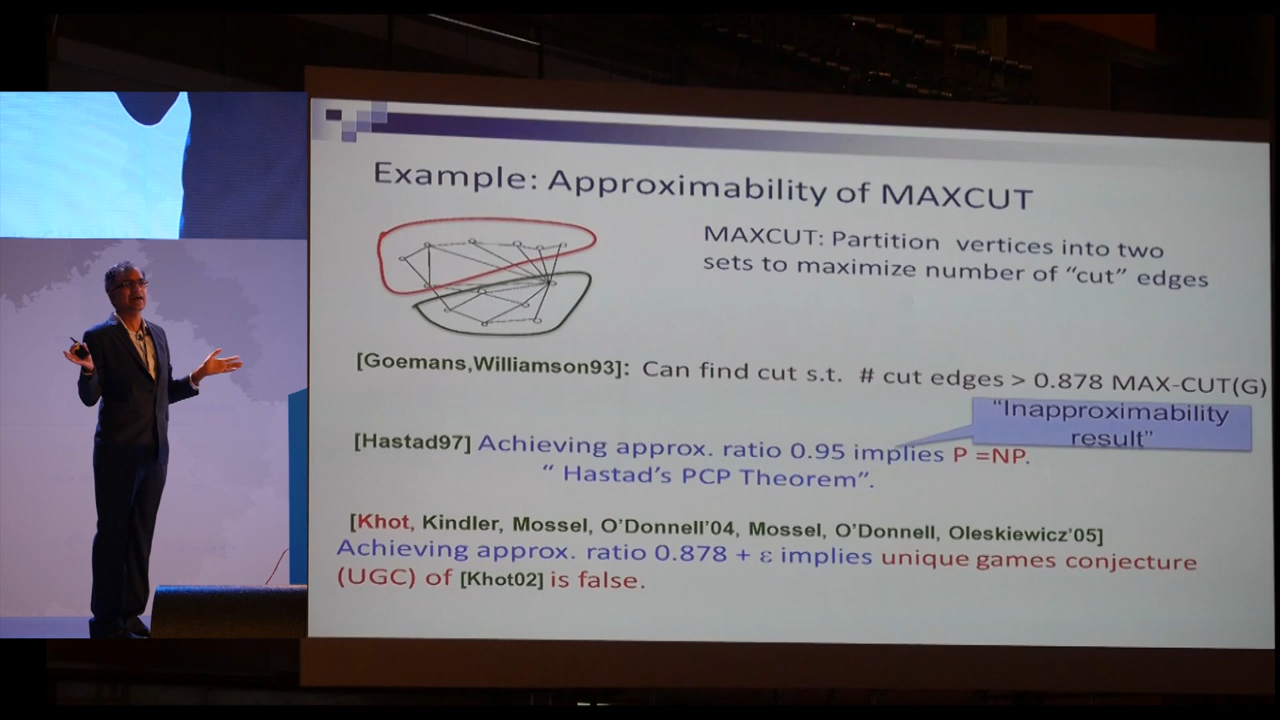 Example: Approximability of MAXCUT
MAXCUT: Partition vertices into two
sets to maximize number of “cut” edges
[Goemans,Williamson93]: Can find cut s.t. # cut edges > 0.878 MAX-CUT(G)
“Inapproximability
result”
[Hastad97] Achieving approx. ratio 0.95 implies P =NP.
“ Hastad’s PCP Theorem”.
[Khot, Kindler, Mossel, O’Donnell’04, Mossel, O’Donnell, Oleskiewicz’05]
Achieving approx. ratio 0.878 + ε implies unique games conjecture
(UGC) of [Khot02] is false.